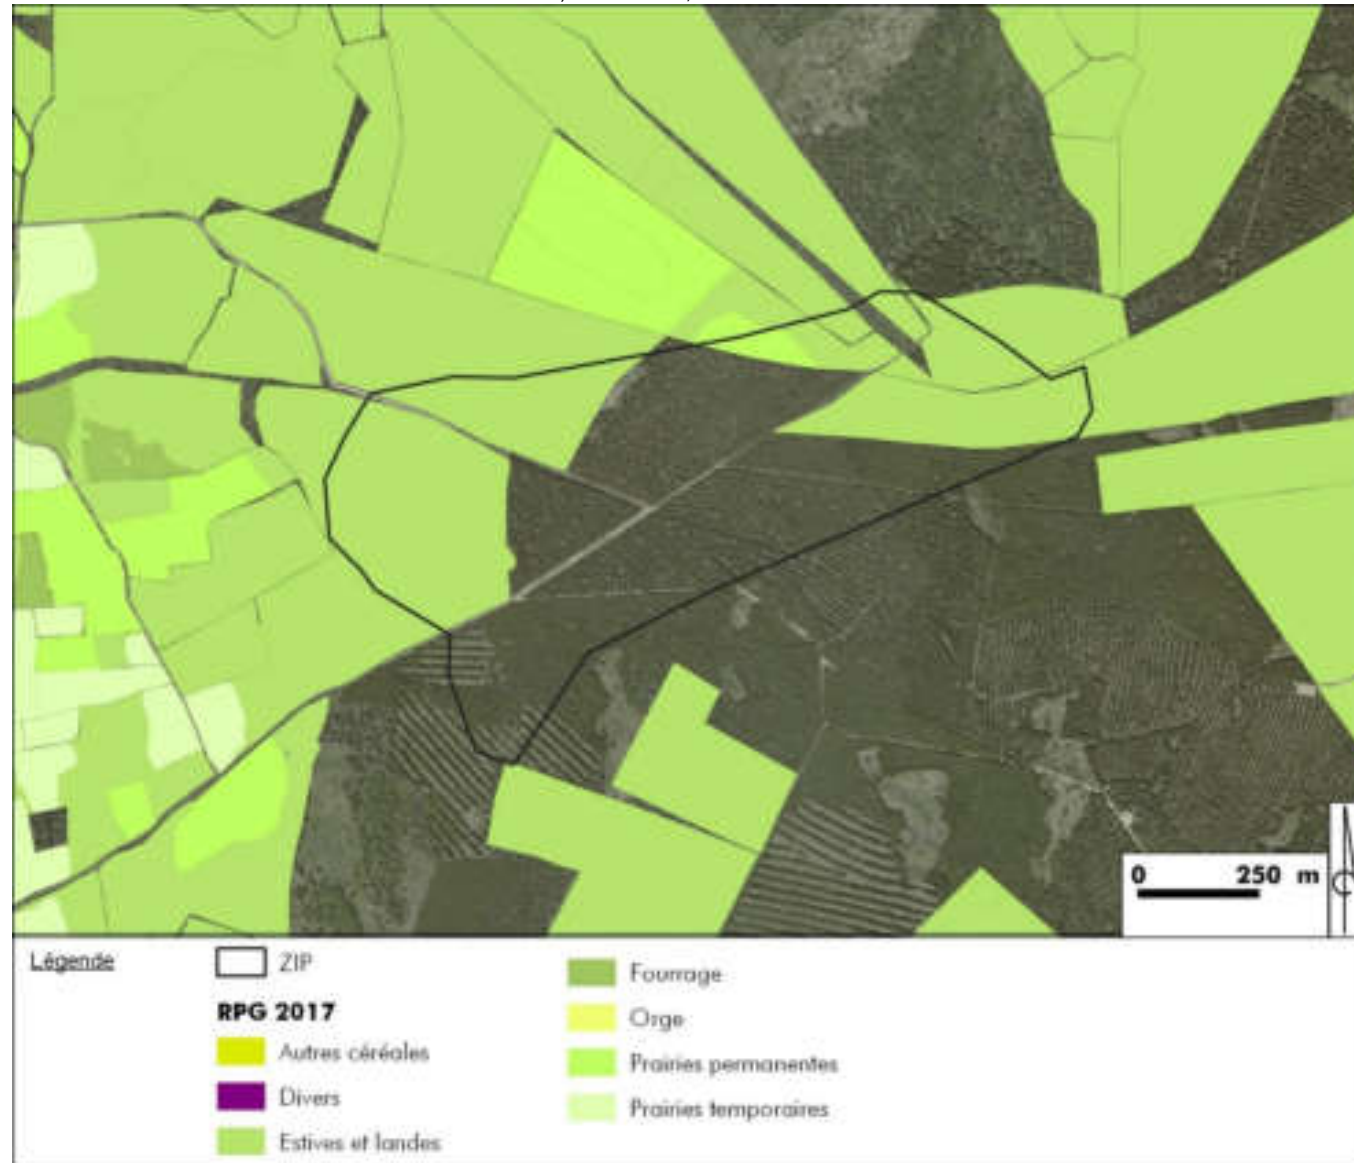 0 250 m
Légende
ZIP
RPG 2017
Autres céréales
Divers
Estives et landes
Fourrage
Orge
Prairies permanentes
Prairies temporaires